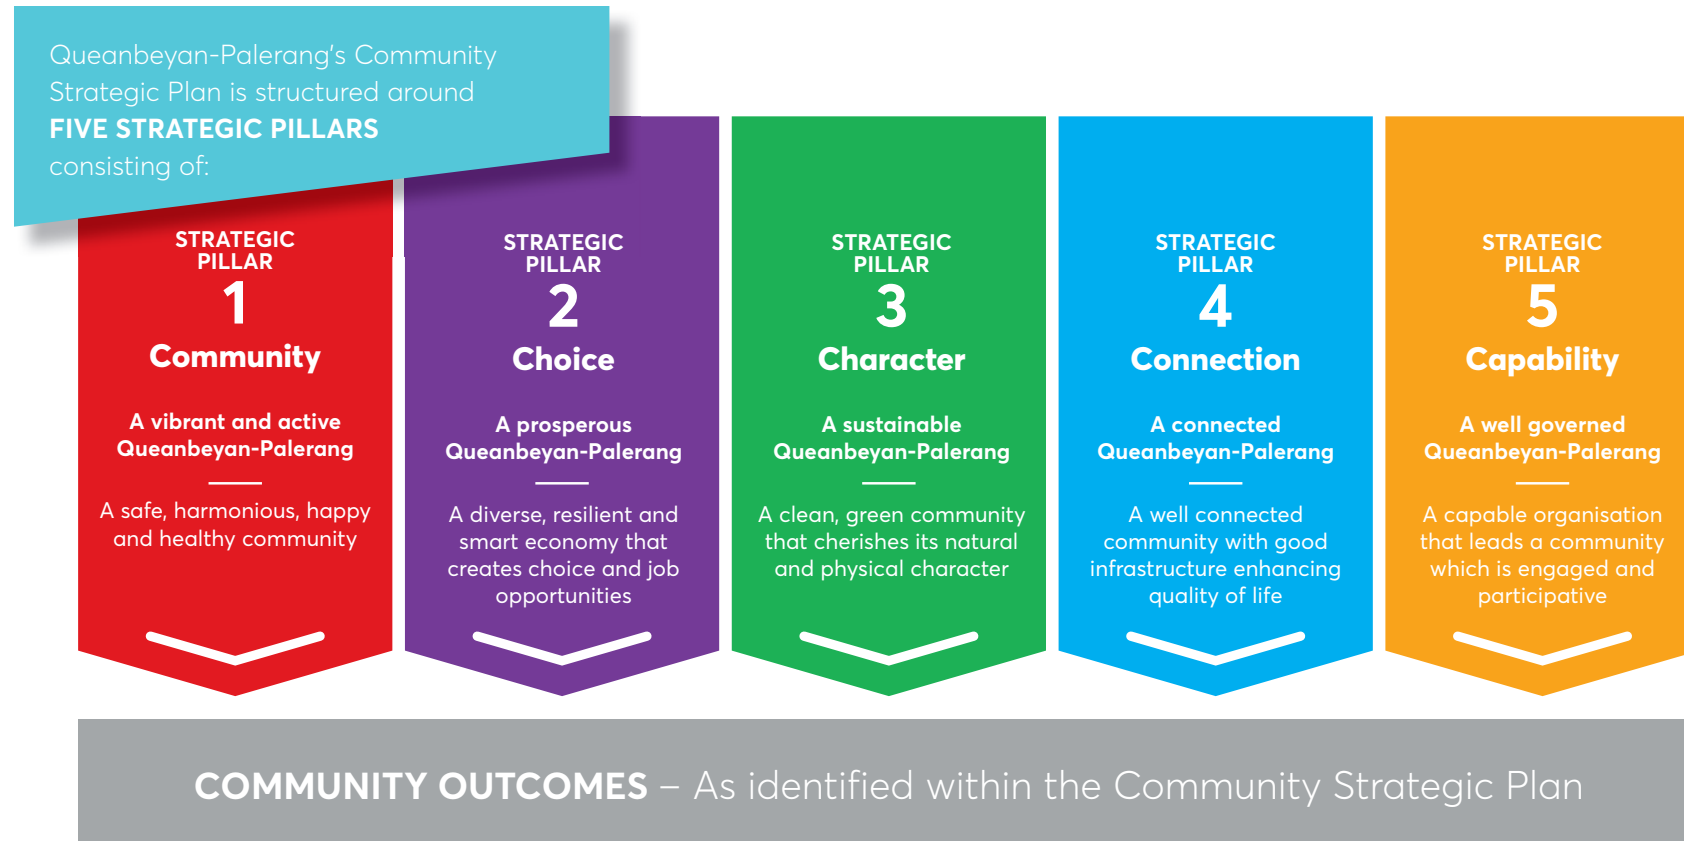 Queanbeyan-Palerang's Community
Strategic Plan is structured around
FIVE STRATEGIC PILLARS
consisting of:
STRATEGIC
PILLAR
1
Community
A vibrant and active
Queanbeyan-Palerang
A safe, harmonious, happy
and healthy community
STRATEGIC
PILLAR
2
Choice
A prosperous
Queanbeyan-Palerang
A diverse, resilient and
smart economy that
creates choice and job
opportunities
STRATEGIC
PILLAR
3
Character
A sustainable
Queanbeyan-Palerang
A clean, green community
that cherishes its natural
and physical character
STRATEGIC
PILLAR
4
Connection
A connected
Queanbeyan-Palerang
A well connected
community with good
infrastructure enhancing
quality of life
STRATEGIC
PILLAR
5
Capability
A well governed
Queanbeyan-Palerang
A capable organisation
that leads a community
which is engaged and
participative
COMMUNITY OUTCOMES – As identified within the Community Strategic Plan